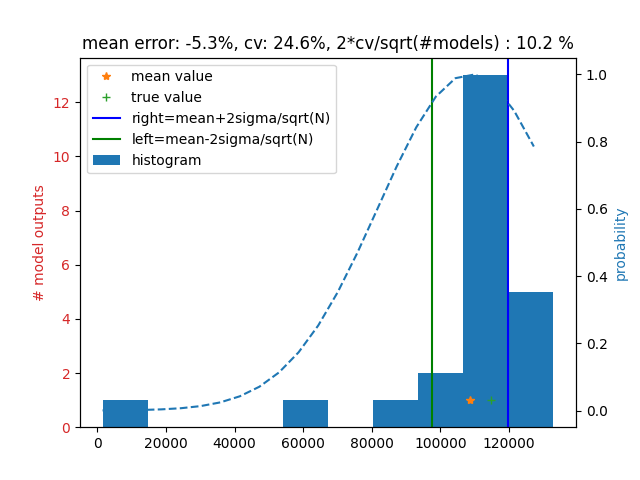 mean error: -5.3%, cv: 24.6%, 2*cv/sqrt(#models) : 10.2 %
mean value
true value
right=mean+2sigma/sqrt(N)
left=mean-2sigma/sqrt(N)
histogram
# model outputs
12
10
8
6
4
2
0
1.0
0.8
0.6
0.4
0.2
0.0
probability
0 20000 40000 60000 80000 100000 120000